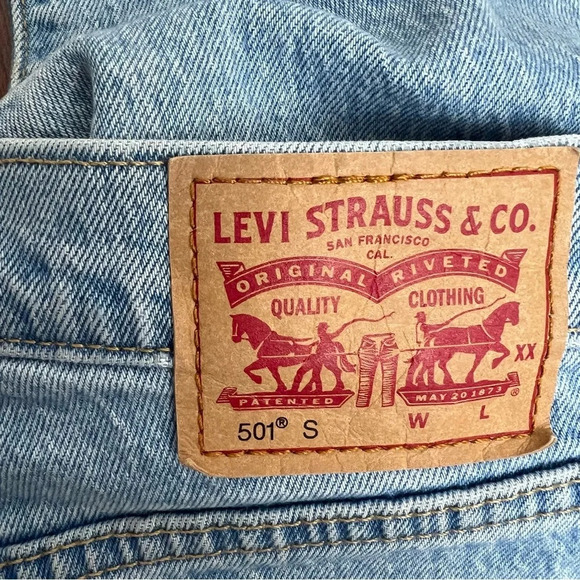 LEVI STRAUSS & CO.
SAN FRANCISCO
CAL.
ORIGINAL RIVETED
QUALITY CLOTHING
XX
PATENTED MAY 20 1873 ®
501® S W L